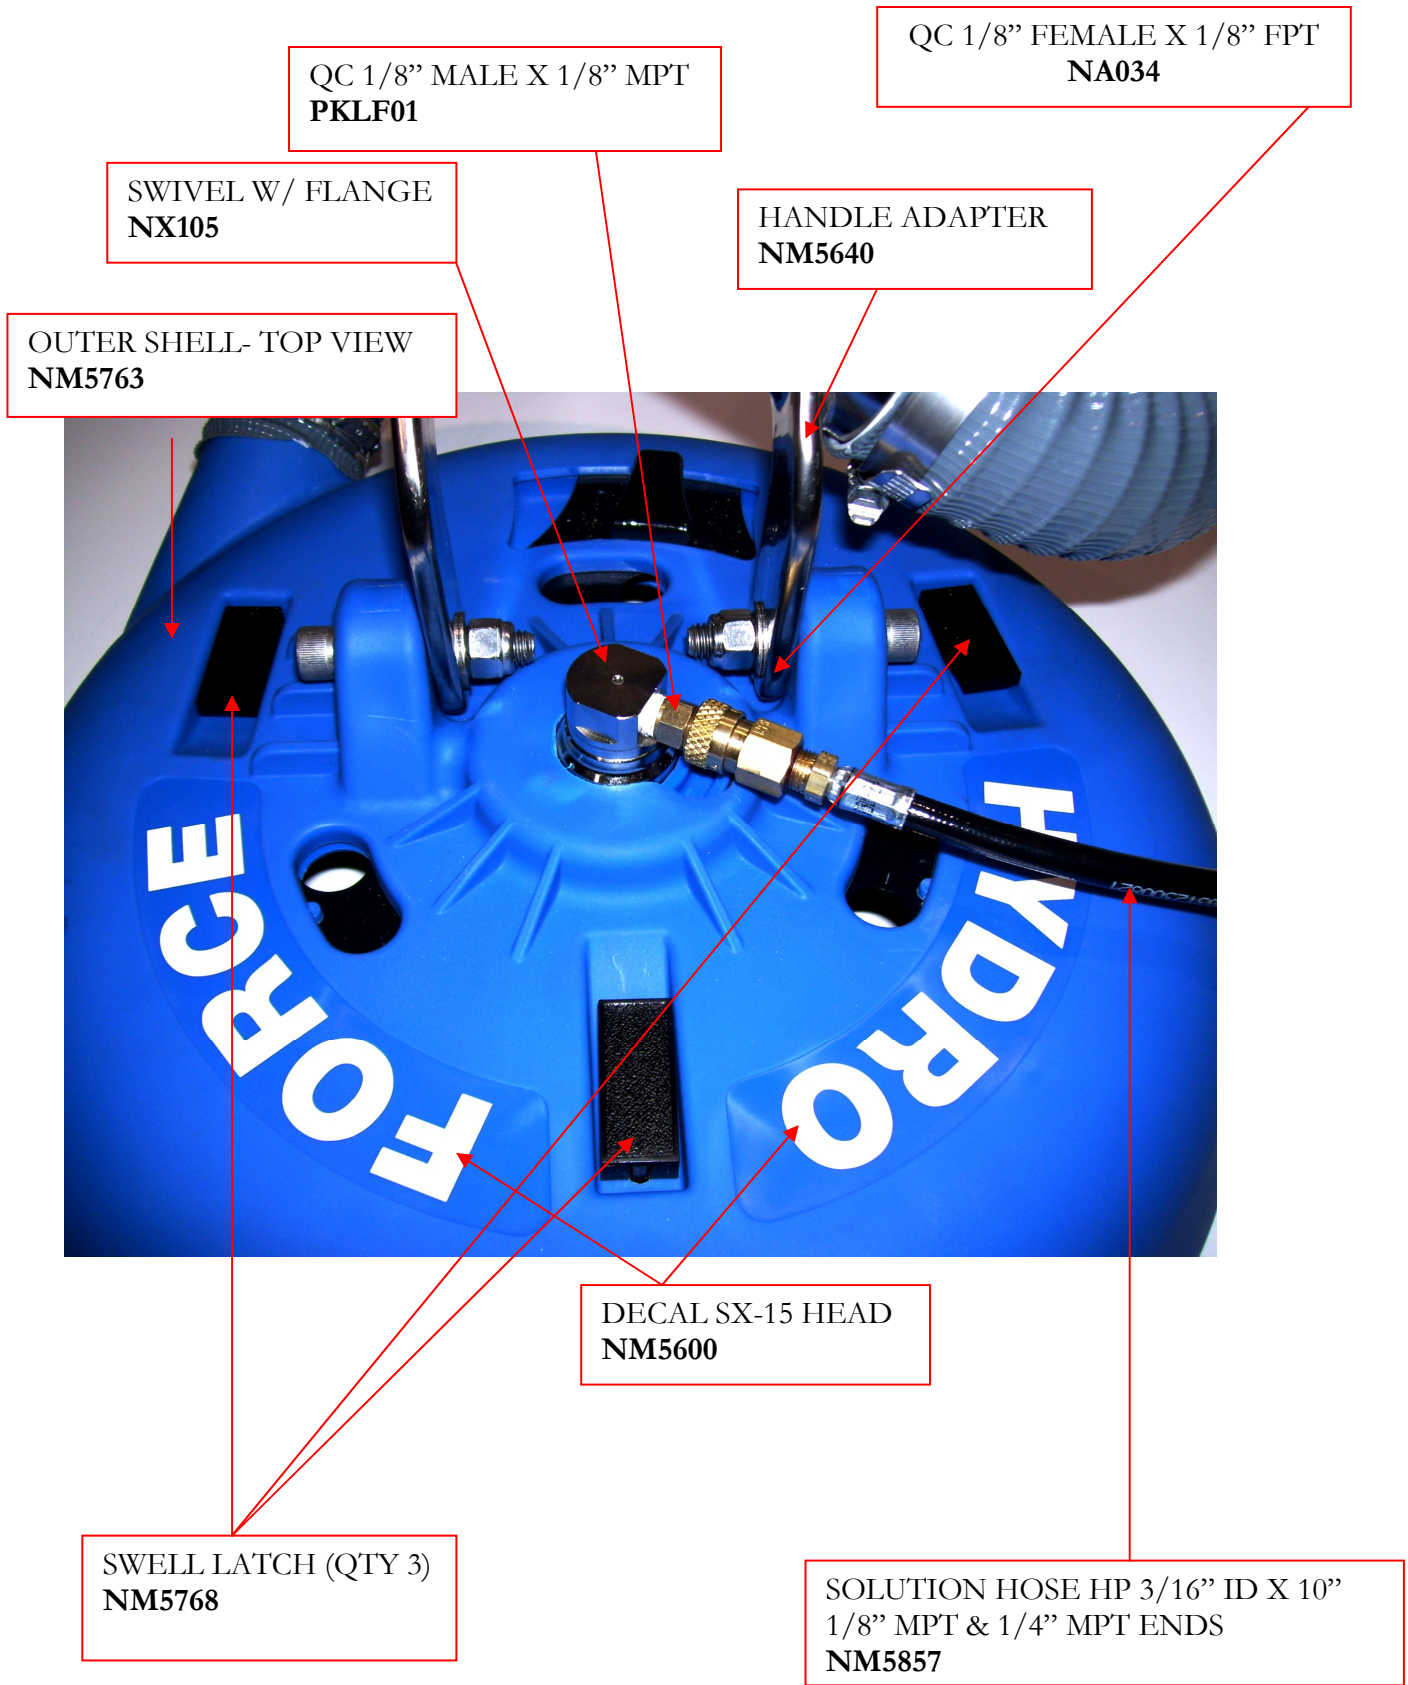 QC 1/8” FEMALE X 1/8” FPT
NA034
QC 1/8” MALE X 1/8” MPT
PKLF01
SWIVEL W/ FLANGE
NX105
HANDLE ADAPTER
NM5640
OUTER SHELL- TOP VIEW
NM5763
FORCE
HYDRO
DECAL SX-15 HEAD
NM5600
SWELL LATCH (QTY 3)
NM5768
SOLUTION HOSE HP 3/16” ID X 10”
1/8” MPT & 1/4” MPT ENDS
NM5857